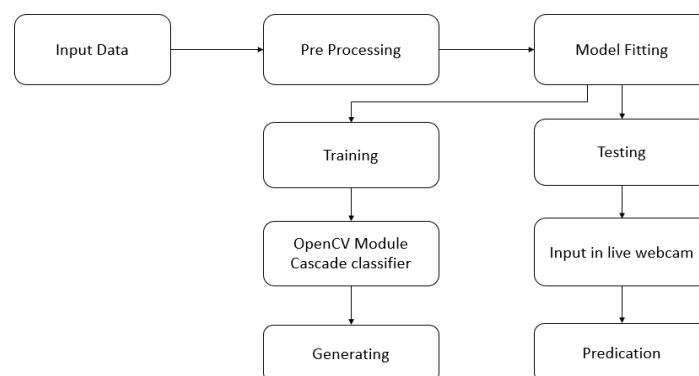 Input Data
Pre Processing
Model Fitting
Training
Testing
OpenCV Module
Cascade classifier
Input in live webcam
Generating
Predication